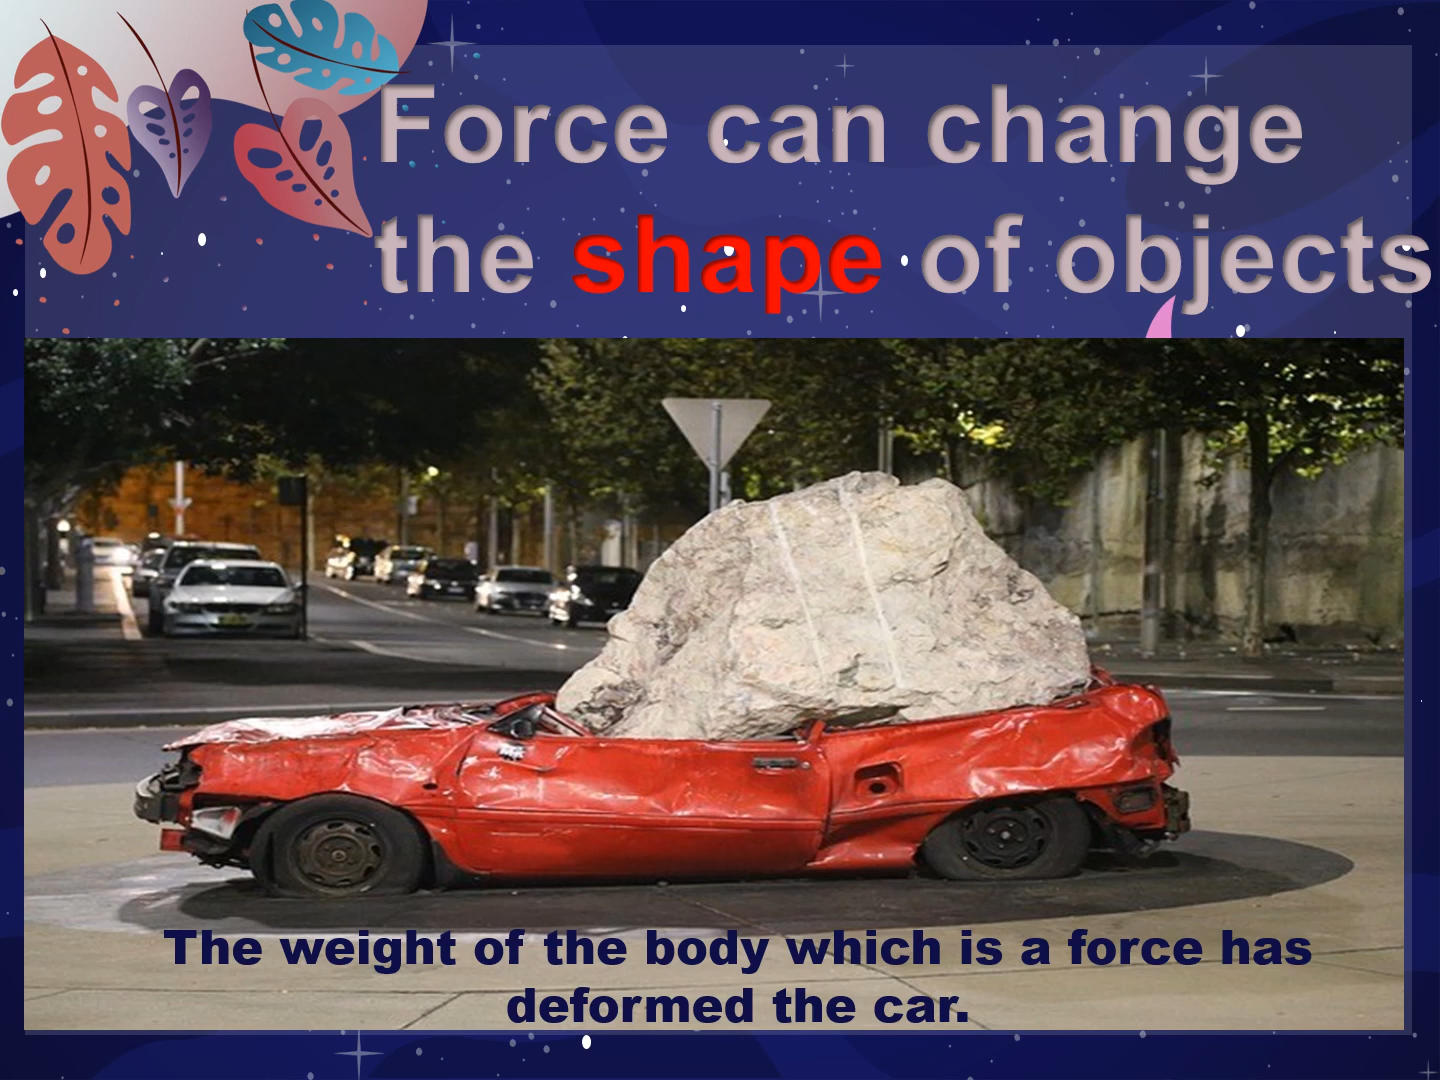 Force can change
the shape of objects
The weight of the body which is a force has
deformed the car.